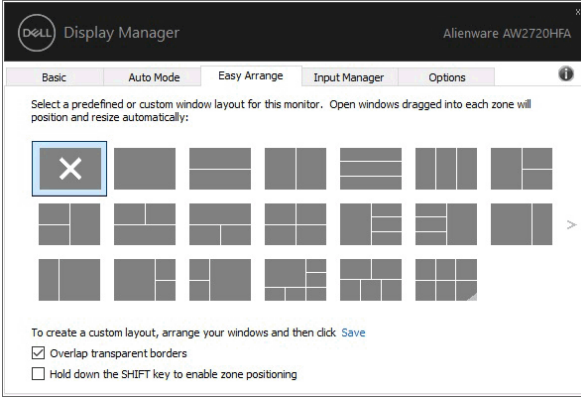 DELL Display Manager Alienware AW2720HFA x
Basic Auto Mode Easy Arrange Input Manager Options i
Select a predefined or custom window layout for this monitor. Open windows dragged into each zone will
position and resize automatically:
>
To create a custom layout, arrange your windows and then click Save
Overlap transparent borders
Hold down the SHIFT key to enable zone positioning